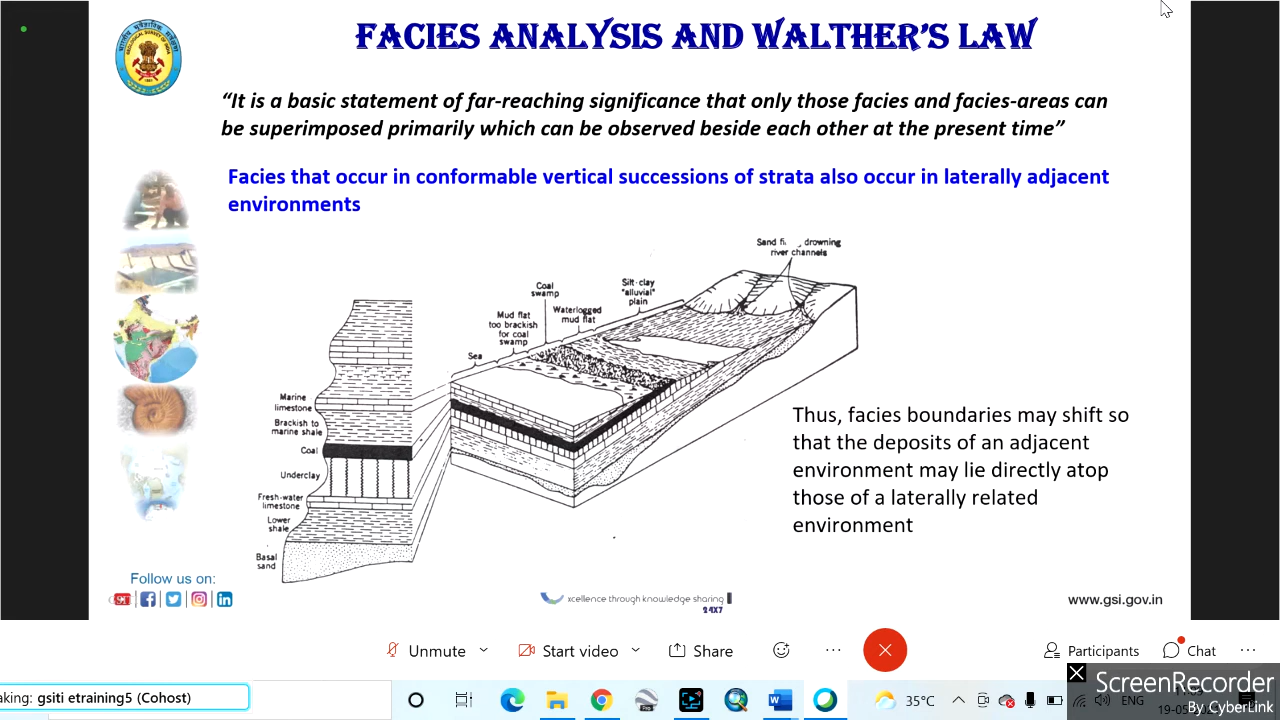 FACIES ANALYSIS AND WALTHER'S LAW
“It is a basic statement of far-reaching significance that only those facies and facies-areas can
be superimposed primarily which can be observed beside each other at the present time”
Facies that occur in conformable vertical successions of strata also occur in laterally adjacent
environments
Sand drowning
river channels
Silt-clay
"alluvial"
plain
Coal
swamp
Waterlogged
mud flat
Mud flat
too brackish
for coal
swamp
Sea
Marine
limestone
Brackish to
marine shale
Coal
Underclay
Fresh-water
limestone
Lower
shale
Basal
sand
Thus, facies boundaries may shift so
that the deposits of an adjacent
environment may lie directly atop
those of a laterally related
environment
Follow us on:
xcellence through knowledge sharing
24X7
www.gsi.gov.in
Unmute
Start video
Share
Participants
Chat
aking: gsiti etraining5 (Cohost)
Pro
35°C
ENG
19-05
ScreenRecorder
By CyberLink